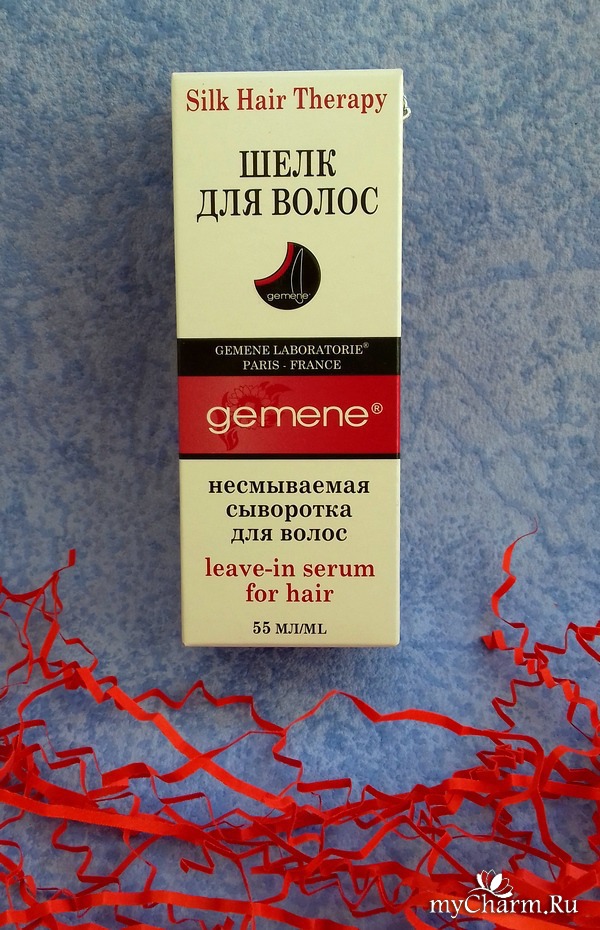 Silk Hair Therapy
ШЕЛК
ДЛЯ ВОЛОС
gemene®
GEMENE LABORATORIE®
PARIS - FRANCE
gemene®
несмываемая
сыворотка
для волос
leave-in serum
for hair
55 МЛ/ML
myCharm.Ru